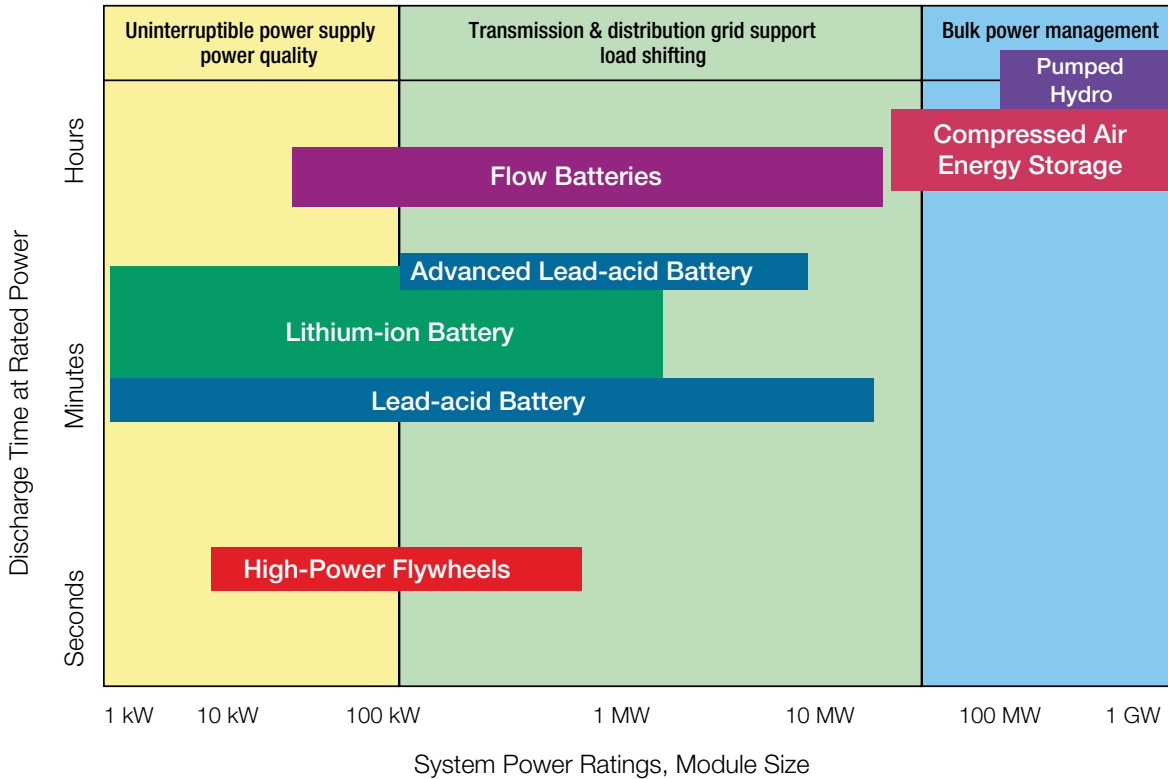 Uninterruptible power supply
power quality
Transmission & distribution grid support
load shifting
Bulk power management
Pumped
Hydro
Compressed Air
Energy Storage
Flow Batteries
Advanced Lead-acid Battery
Lithium-ion Battery
Lead-acid Battery
High-Power Flywheels
Discharge Time at Rated Power
Hours
Minutes
Seconds
1 kW 10 kW 100 kW 1 MW 10 MW 100 MW 1 GW
System Power Ratings, Module Size